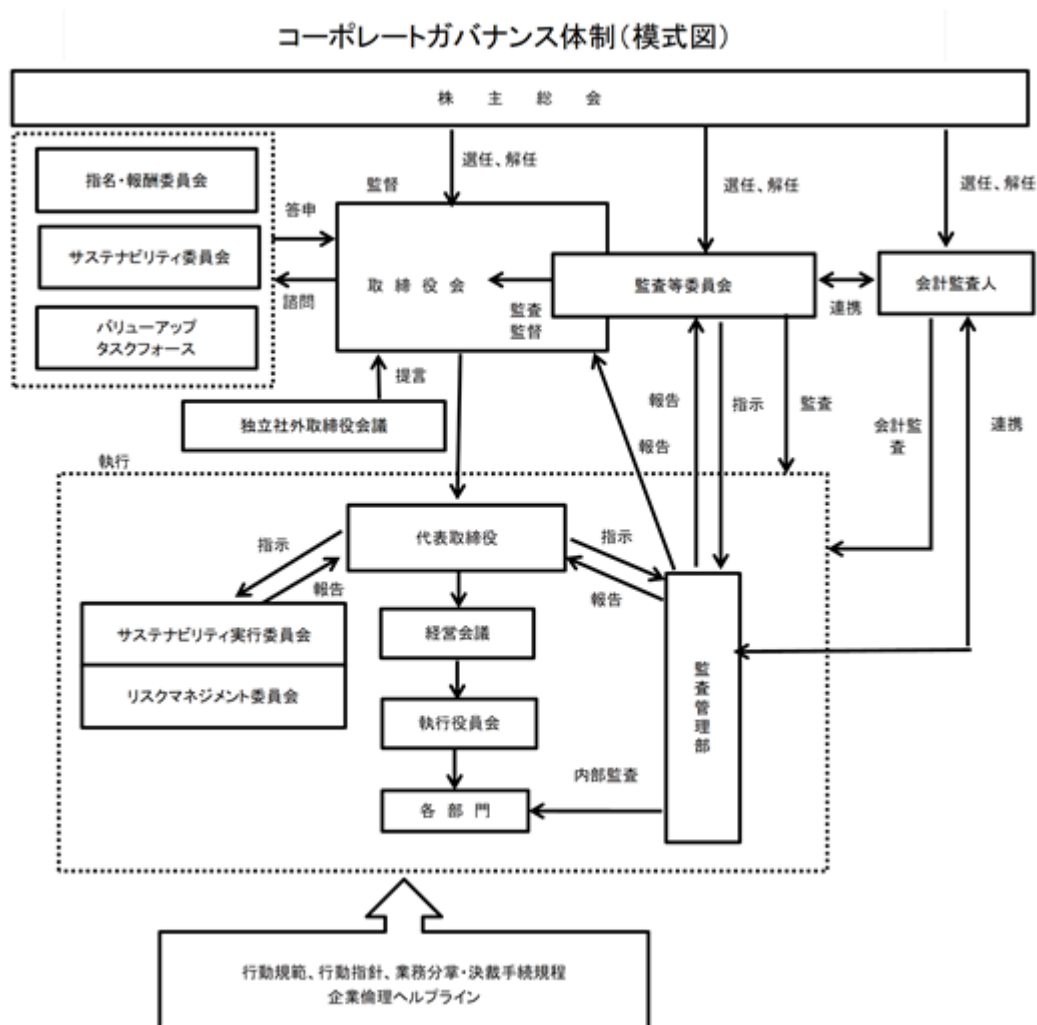 コーポレートガバナンス体制(模式図)
株 主 総 会
選任、解任
選任、解任
選任、解任
指名・報酬委員会
監督
答申
サステナビリティ委員会
諮問
取 締 役 会
監査
監督
監査等委員会
連携
会計監査人
バリューアップ
タスクフォース
提言
独立社外取締役会議
報告
報告
指示
監査
会計監
査
連携
執行
代表取締役
指示
報告
指示
報告
サステナビリティ実行委員会
リスクマネジメント委員会
経営会議
執行役員会
各 部 門
内部監査
監査管理部
行動規範、行動指針、業務分掌・決裁手続規程
企業倫理ヘルプライン